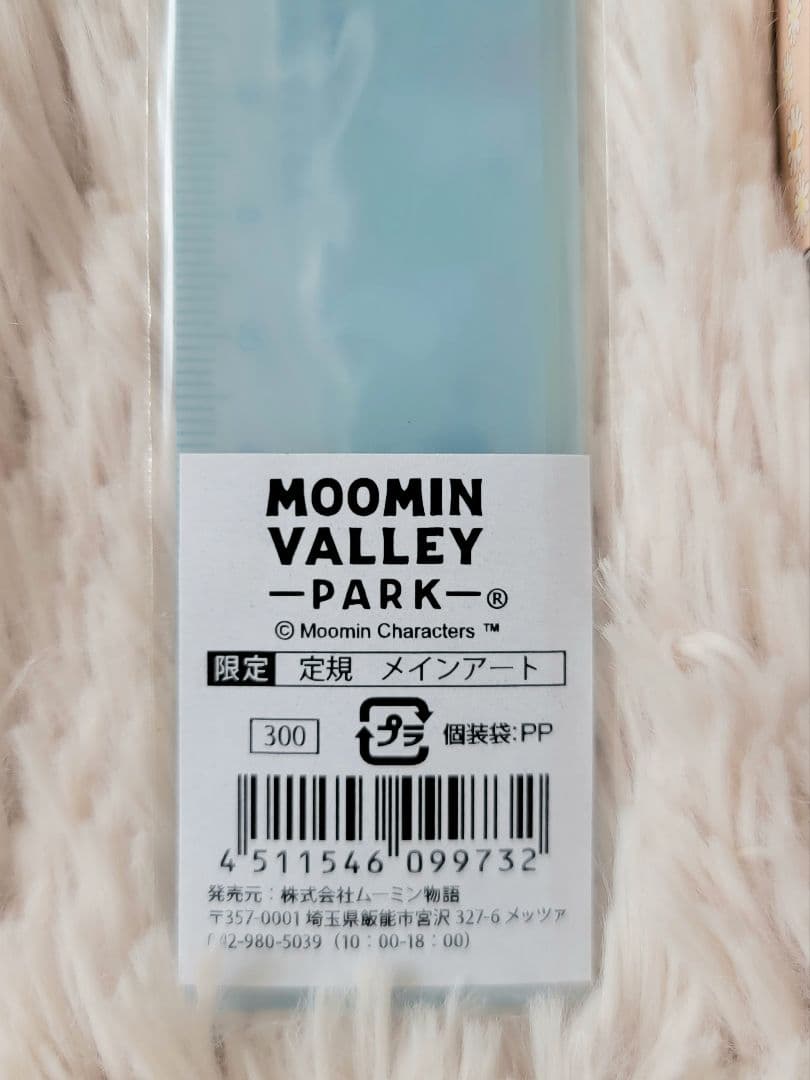 MOOMIN
VALLEY
—PARK—®
© Moomin Characters ™
限定 定規 メインアート
300 プラ 個装袋:PP
4 511546 099732
発売元:株式会社ムーミン物語
〒357-0001 埼玉県飯能市宮沢 327-6 メッツァ
042-980-5039（10:00-18:00）